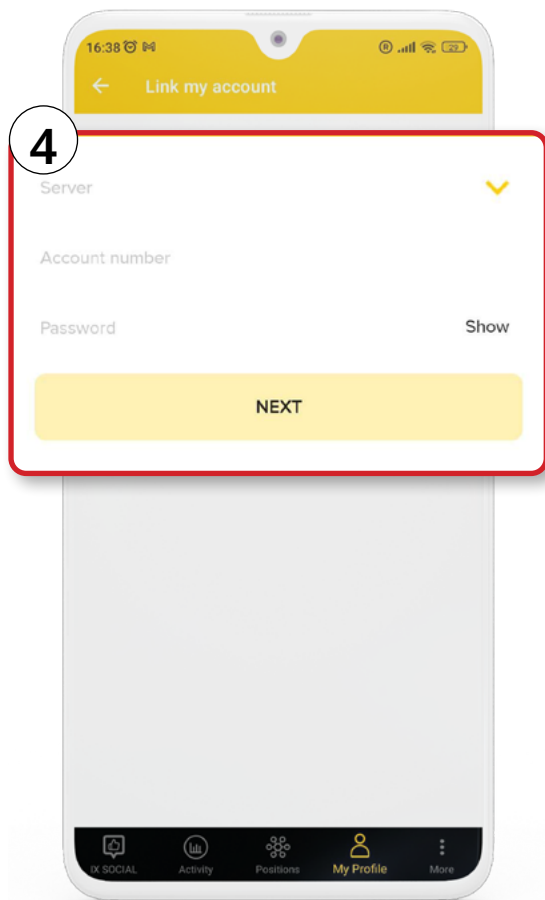 16:38
R 29
Link my account
4
Server
Account number
Password Show
NEXT
IX SOCIAL Activity Positions My Profile More